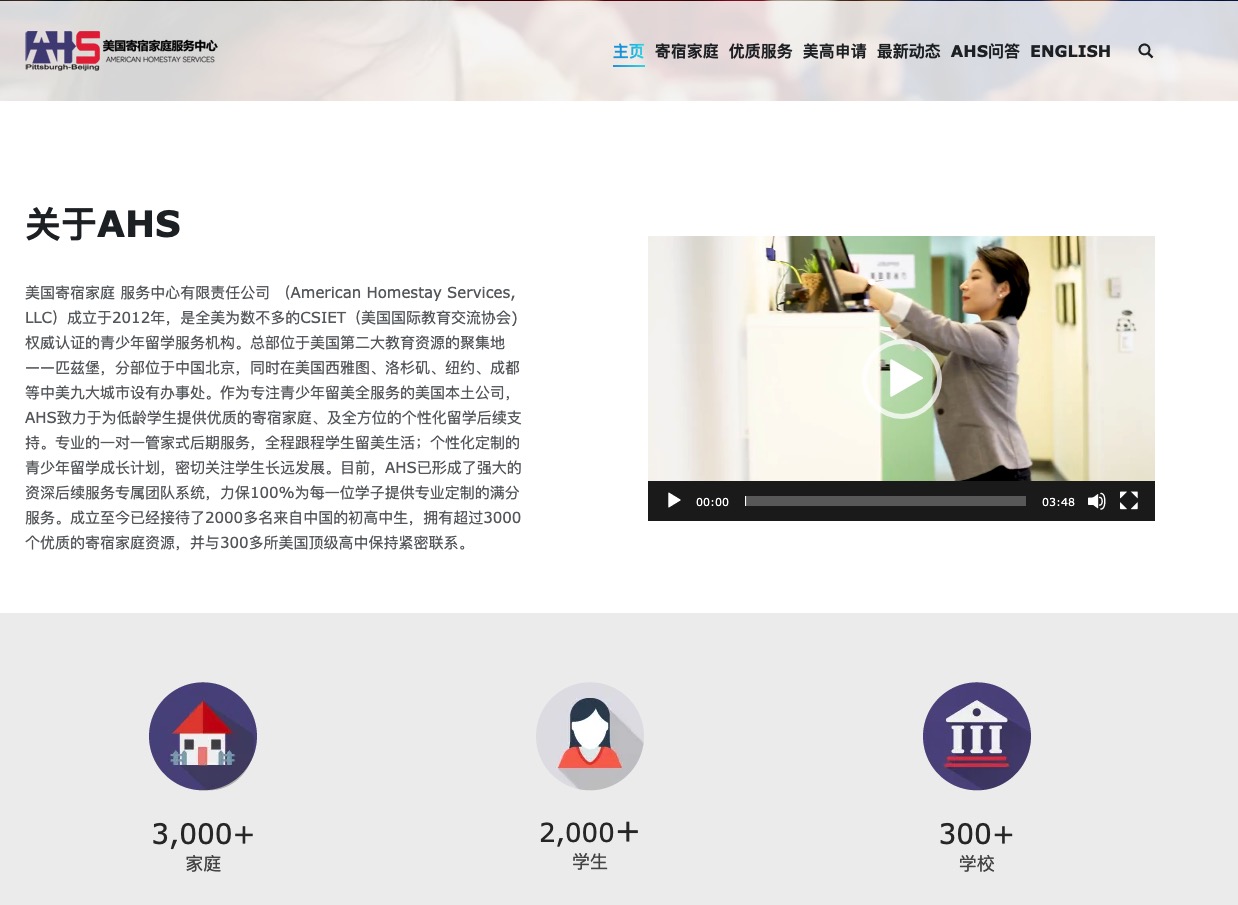 AHS
美国寄宿家庭服务中心
AMERICAN HOMESTAY SERVICES
Pittsburgh-Beijing
主页 寄宿家庭 优质服务 美高申请 最新动态 AHS问答 ENGLISH
关于AHS
美国寄宿家庭 服务中心有限责任公司 （American Homestay Services,
LLC）成立于2012年，是全美为数不多的CSIET（美国国际教育交流协会)
权威认证的青少年留学服务机构。总部位于美国第二大教育资源的聚集地
一一匹兹堡，分部位于中国北京，同时在美国西雅图、洛杉矶、纽约、成都
等中美九大城市设有办事处。作为专注青少年留美全服务的美国本土公司，
AHS致力于为低龄学生提供优质的寄宿家庭、及全方位的个性化留学后续支
持。专业的一对一管家式后期服务，全程跟程学生留美生活；个性化定制的
青少年留学成长计划，密切关注学生长远发展。目前，AHS已形成了强大的
资深后续服务专属团队系统，力保100%为每一位学子提供专业定制的满分
服务。成立至今已经接待了2000多名来自中国的初高中生，拥有超过3000
个优质的寄宿家庭资源，并与300多所美国顶级高中保持紧密联系。
00:00
03:48
3,000+
家庭
2,000+
学生
300+
学校